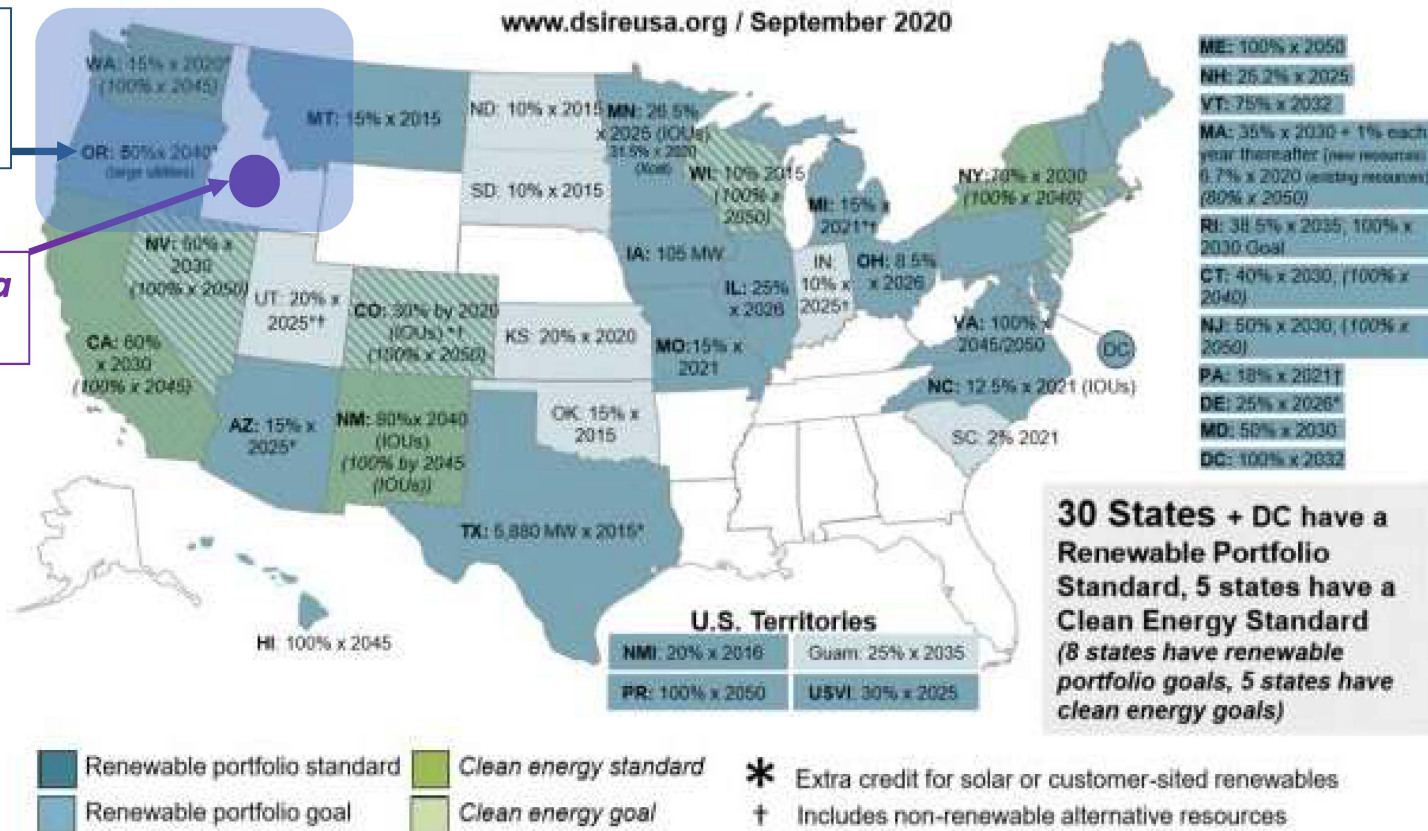 www.dsireusa.org / September 2020
WA: 15% x 2020*
(100% x 2045)
OR: 50%x 2040*
(large utilities)
a
MT: 15% x 2015
ND: 10% x 2015
SD: 10% x 2015
MN: 26.5%
x 2025 (IOUs)
31.5% x 2020
(Xcel)
WI: 10% 2015
(100% x
2050)
MI: 15% x
2021*†
NY:70% x 2030
(100% x 2040)
NV: 50% x
2030
(100% x 2050)
UT: 20% x
2025*†
CO: 30% by 2020
(IOUs) *†
(100% x 2050)
KS: 20% x 2020
IA: 105 MW
IL: 25%
x 2026
IN:
10% x
2025†
OH: 8.5%
x 2026
CA: 60%
x 2030
(100% x 2045)
MO:15% x
2021
VA: 100% x
2045/2050
DC
NC: 12.5% x 2021 (IOUs)
AZ: 15% x
2025*
NM: 80%x 2040
(IOUs)
(100% by 2045
(IOUs))
OK: 15% x
2015
SC: 2% 2021
TX: 5,880 MW x 2015*
HI: 100% x 2045
ME: 100% x 2050
NH: 25.2% x 2025
VT: 75% x 2032
MA: 35% x 2030 + 1% each
year thereafter (new resources)
6.7% x 2020 (existing resources)
(80% x 2050)
RI: 38.5% x 2035, 100% x
2030 Goal
CT: 40% x 2030, (100% x
2040)
NJ: 50% x 2030, (100% x
2050)
PA: 18% x 2021†
DE: 25% x 2026*
MD: 50% x 2030
DC: 100% x 2032
U.S. Territories
NMI: 20% x 2016
Guam: 25% x 2035
PR: 100% x 2050
USVI: 30% x 2025
30 States + DC have a
Renewable Portfolio
Standard, 5 states have a
Clean Energy Standard
(8 states have renewable
portfolio goals, 5 states have
clean energy goals)
Renewable portfolio standard
Clean energy standard
* Extra credit for solar or customer-sited renewables
Renewable portfolio goal
Clean energy goal
† Includes non-renewable alternative resources